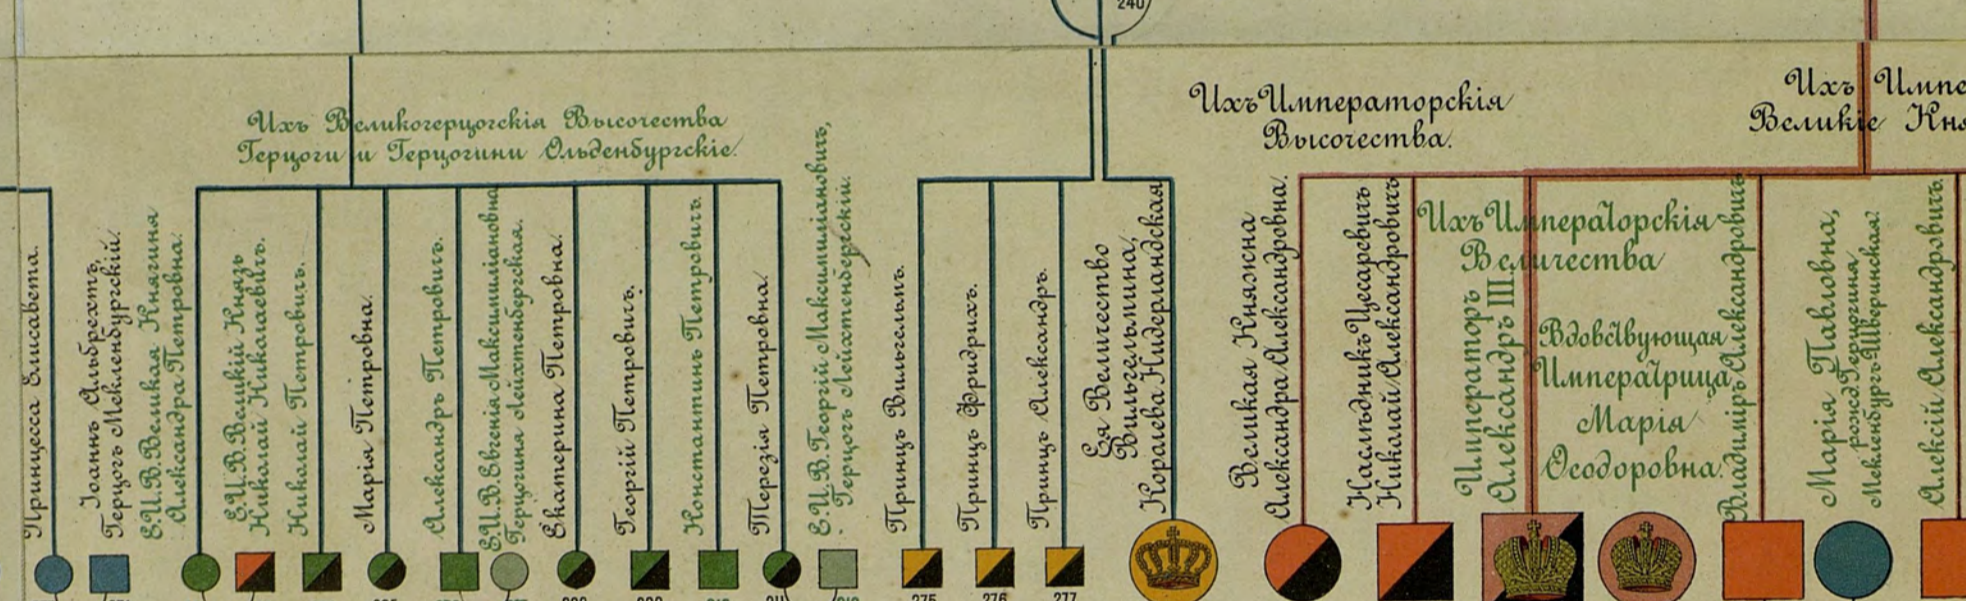 240
Ихъ Великогерцогскія Высочества
Герцоги и Герцогини Ольденбургскіе.
Ихъ Императорскія
Высочества.
Ихъ
Великіе
Принцесса Елисавета.
Іоаннъ Альбрехтъ,
Герцогъ Мекленбургскій.
Е.И.В. Великая Княгиня
Александра Петровна.
Е.И.В. Великій Князь
Николай Николаевичъ.
Николай Петровичъ.
Марія Петровна.
Александръ Петровичъ.
Е.И.В. Евгенія Максимиліановна
Герцогиня Лейхтенбергская.
Екатерина Петровна.
Георгій Петровичъ.
Константинъ Петровичъ.
Терезія Петровна.
Е.И.В. Георгій Максимиліановичъ,
Герцогъ Лейхтенбергскій.
Принцъ Вильгельмъ.
Принцъ Фридрихъ.
Принцъ Александръ.
Ея Величество
Вильгельмина,
Королева Нидерландская
Великая Княжна
Александра Александровна.
Наслѣдникъ Цесаревичъ
Николай Александровичъ
Ихъ Императорскія
Величества
Императоръ
Александръ III.
Вдовствующая
Императрица
Марія
Ѳеодоровна.
Владиміръ Александровичъ
Марія Павловна,
рожд. Герцогиня
Мекленбургъ-Шверинская.
Алексій Александровичъ.
275
276
277